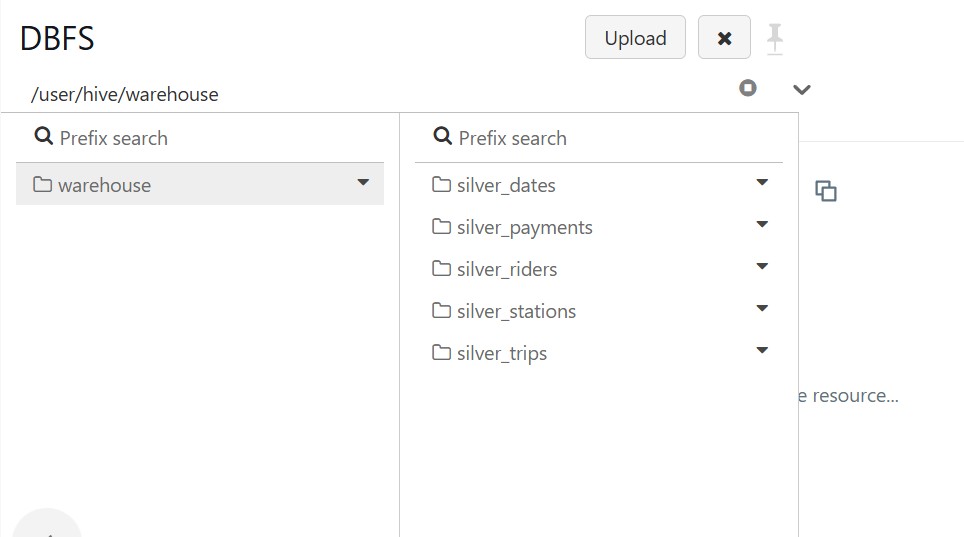 DBFS
Upload
/user/hive/warehouse
Prefix search
warehouse
Prefix search
silver_dates
silver_payments
silver_riders
silver_stations
silver_trips
e resource...